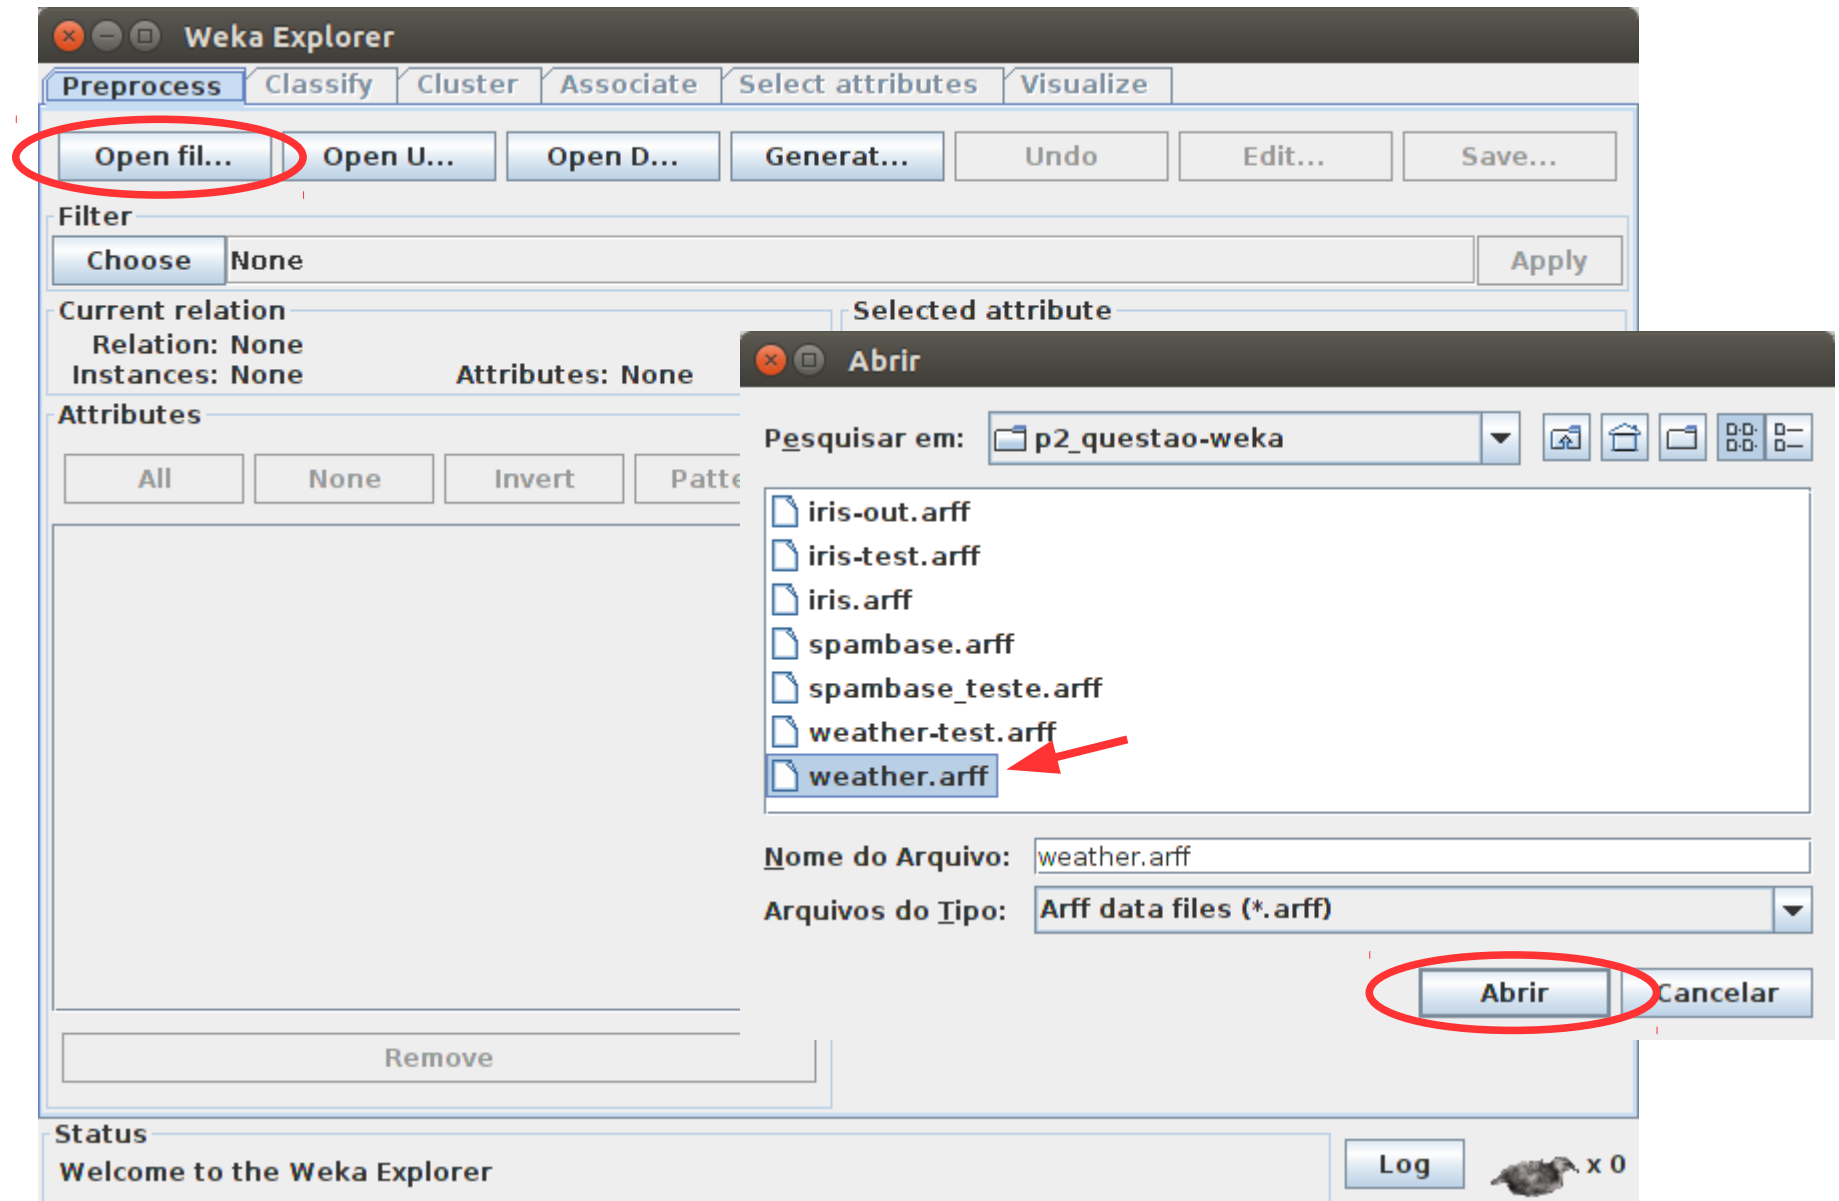 Weka Explorer
Preprocess Classify Cluster Associate Select attributes Visualize
Open fil... Open U... Open D... Generat... Undo Edit... Save...
Filter
Choose None Apply
Current relation
Relation: None
Instances: None Attributes: None
Selected attribute
Attributes
All None Invert Patte
Remove
Abrir
Pesquisar em: p2_questao-weka
iris-out.arff
iris-test.arff
iris.arff
spambase.arff
spambase_teste.arff
weather-test.arff
weather.arff
Nome do Arquivo: weather.arff
Arquivos do Tipo: Arff data files (*.arff)
Abrir Cancelar
Status
Welcome to the Weka Explorer
Log x 0